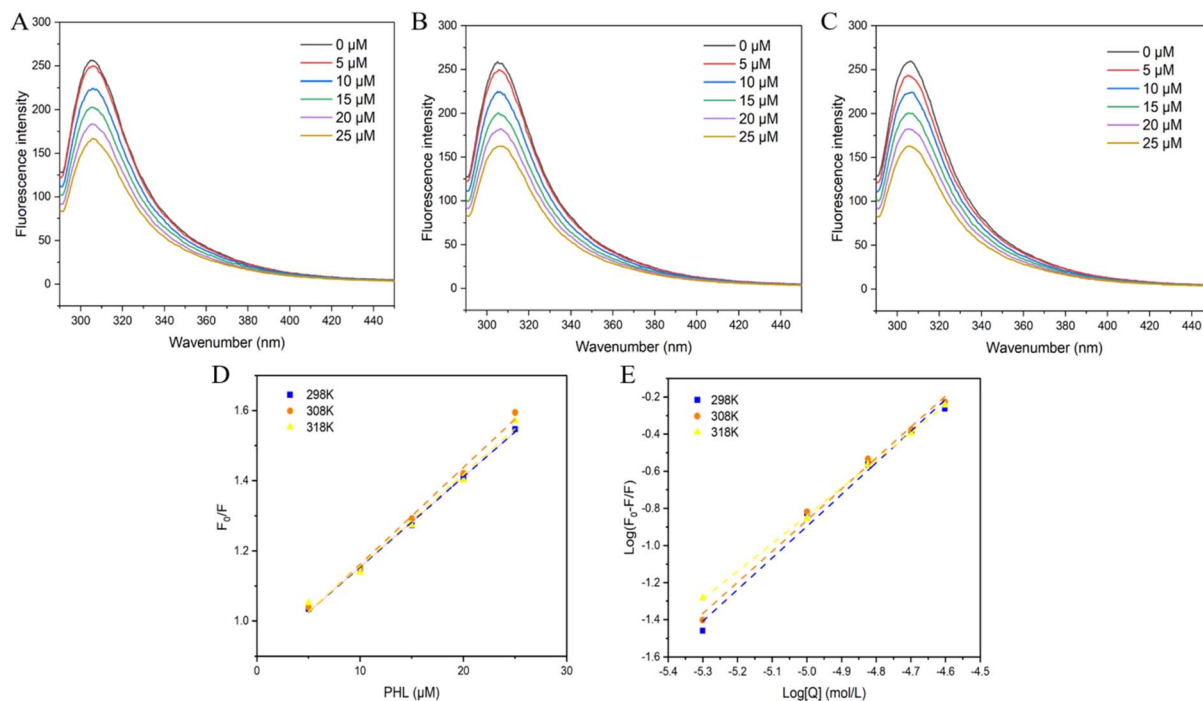 A
300
250
200
150
100
50
0
Fluorescence intensity
0 µM
5 µM
10 µM
15 µM
20 µM
25 µM
300 320 340 360 380 400 420 440
Wavenumber (nm)
B
300
250
200
150
100
50
0
Fluorescence intensity
0 µM
5 µM
10 µM
15 µM
20 µM
25 µM
300 320 340 360 380 400 420 440
Wavenumber (nm)
C
300
250
200
150
100
50
0
Fluorescence intensity
0 µM
5 µM
10 µM
15 µM
20 µM
25 µM
300 320 340 360 380 400 420 440
Wavenumber (nm)
D
298K
308K
318K
1.6
1.4
1.2
1.0
F₀/F
0 10 20 30
PHL (µM)
E
298K
308K
318K
-0.2
-0.4
-0.6
-0.8
-1.0
-1.2
-1.4
-1.6
Log(F₀-F/F)
-5.4 -5.3 -5.2 -5.1 -5.0 -4.9 -4.8 -4.7 -4.6 -4.5
Log[Q] (mol/L)